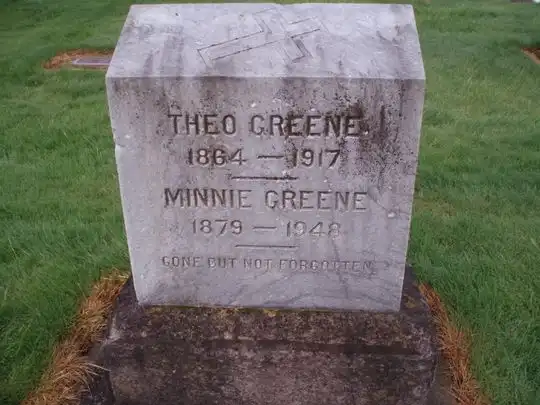 THEO GREENE.
1864 — 1917
MINNIE GREENE
1879 — 1948
GONE BUT NOT FORGOTTEN